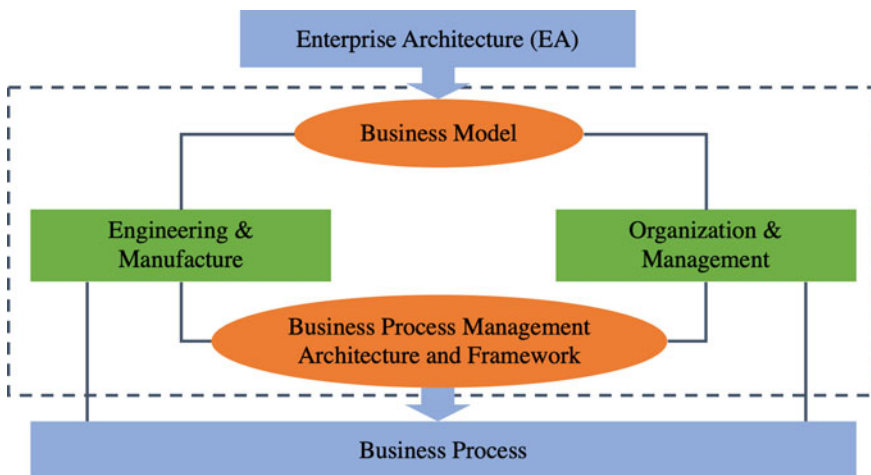 Enterprise Architecture (EA)
Business Model
Engineering &
Manufacture
Organization &
Management
Business Process Management
Architecture and Framework
Business Process